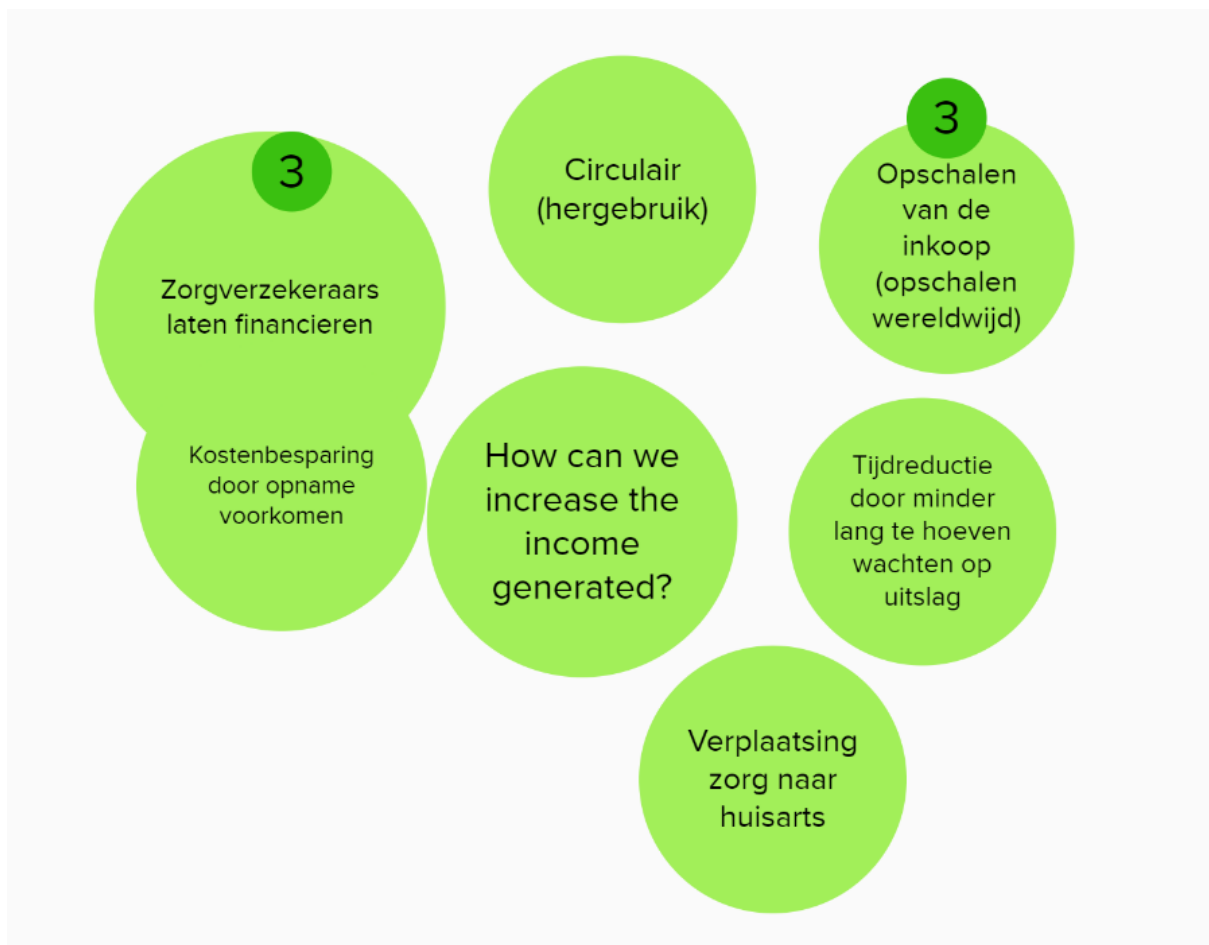 3
Zorgverzekeraars
laten financieren
Kostenbesparing
door opname
voorkomen
Circulair
(hergebruik)
How can we
increase the
income
generated?
3
Opschalen
van de
inkoop
(opschalen
wereldwijd)
Tijdreductie
door minder
lang te hoeven
wachten op
uitslag
Verplaatsing
zorg naar
huisarts